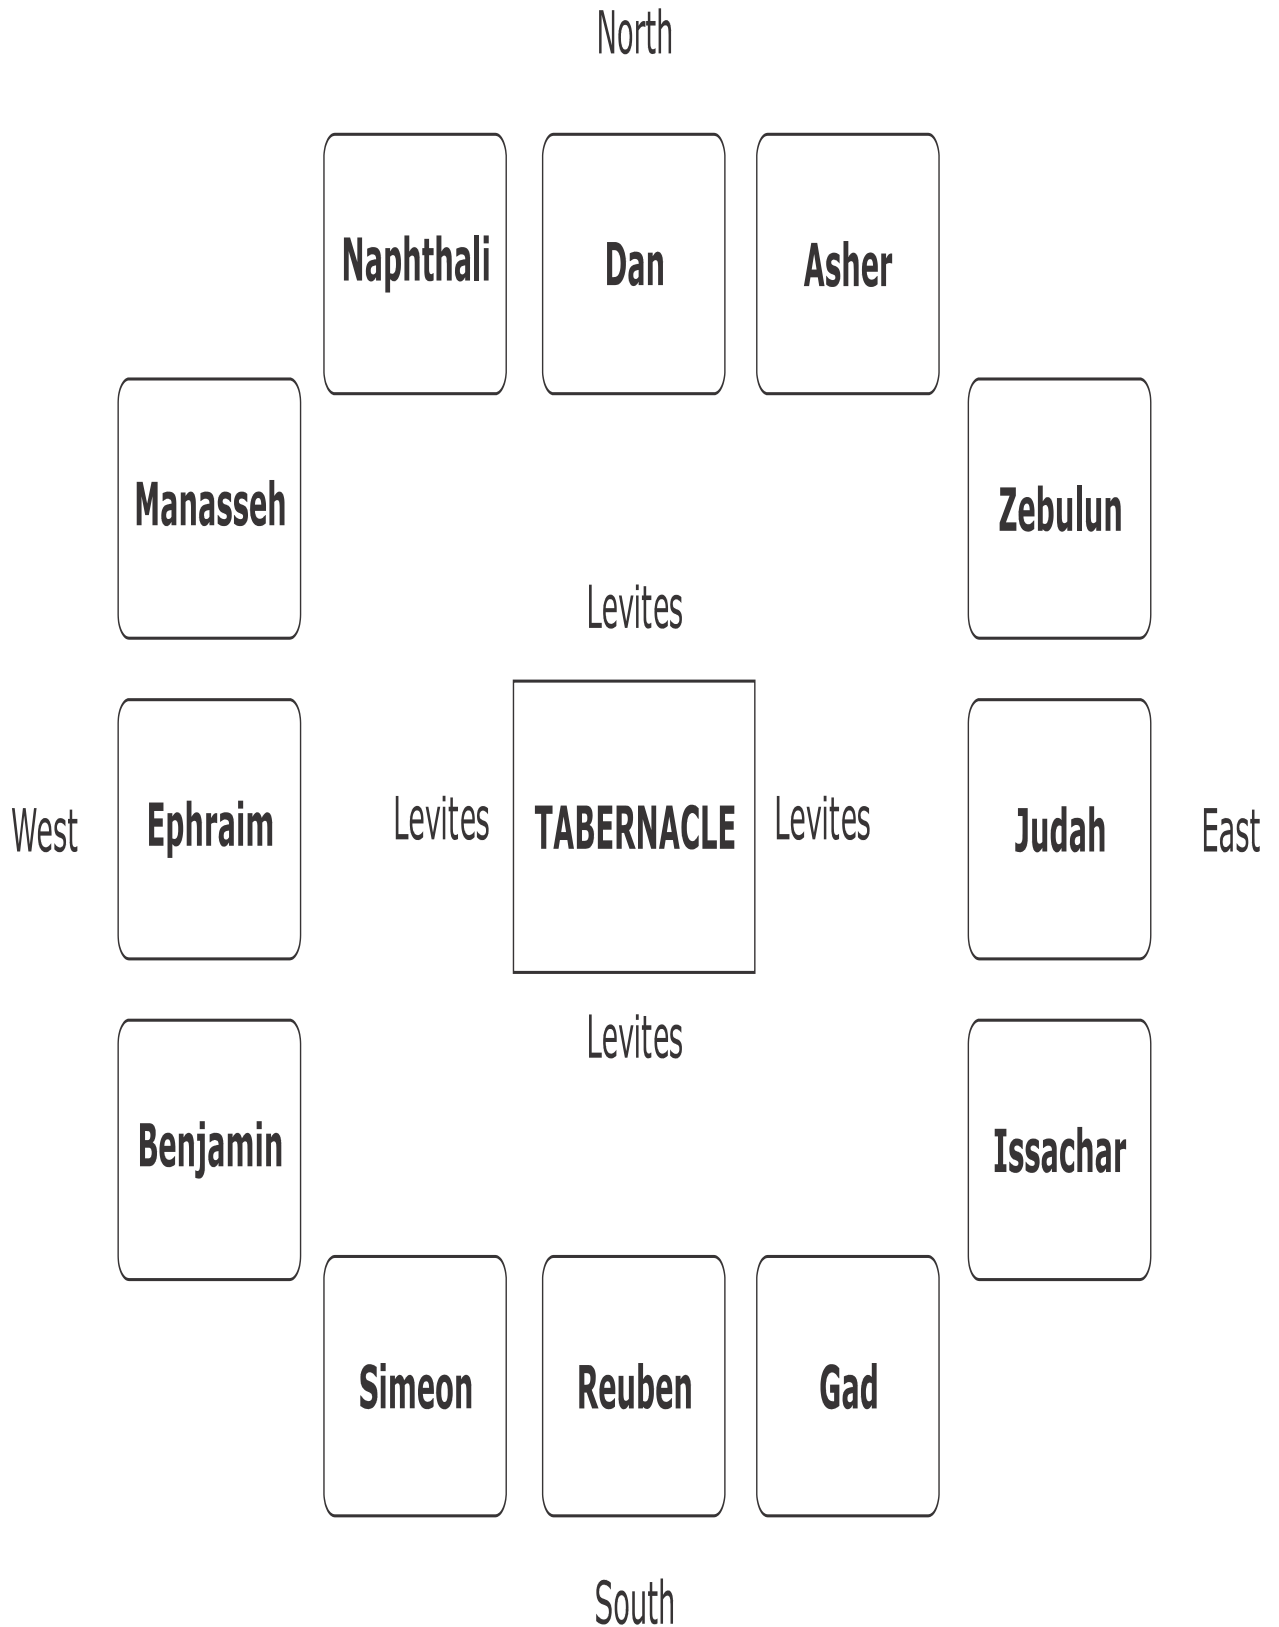 North
Naphthali
Dan
Asher
Manasseh
Zebulun
Levites
West
Ephraim
Levites
TABERNACLE
Levites
Judah
East
Levites
Benjamin
Issachar
Simeon
Reuben
Gad
South